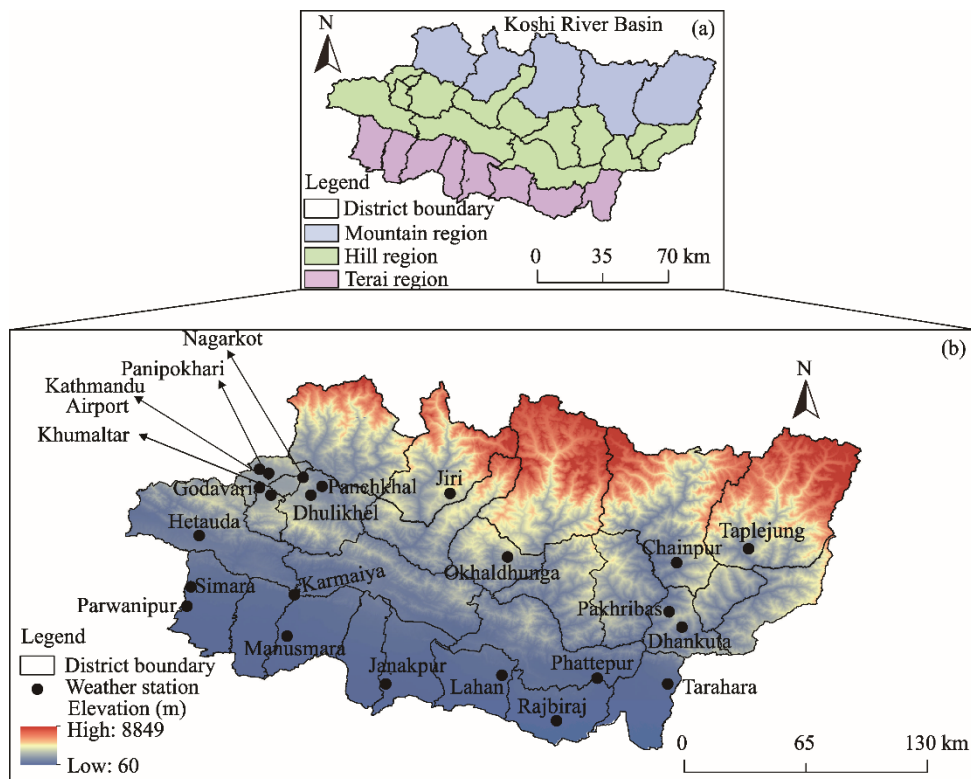 Koshi River Basin
(a)
N
Legend
District boundary
Mountain region
Hill region
Terai region
0 35 70 km
(b)
Nagarkot
Panipokhari
Kathmandu
Airport
Khumaltar
N
Godavari
Panchkhal
Dhulikhel
Jiri
Hetauda
Taplejung
Chainpur
Okhaldhunga
Simara
Karmaiya
Parwanipur
Pakhribas
Dhankuta
Manusmara
Janakpur
Lahan
Phattepur
Tarahara
Rajbiraj
Legend
District boundary
Weather station
Elevation (m)
High: 8849
Low: 60
0 65 130 km